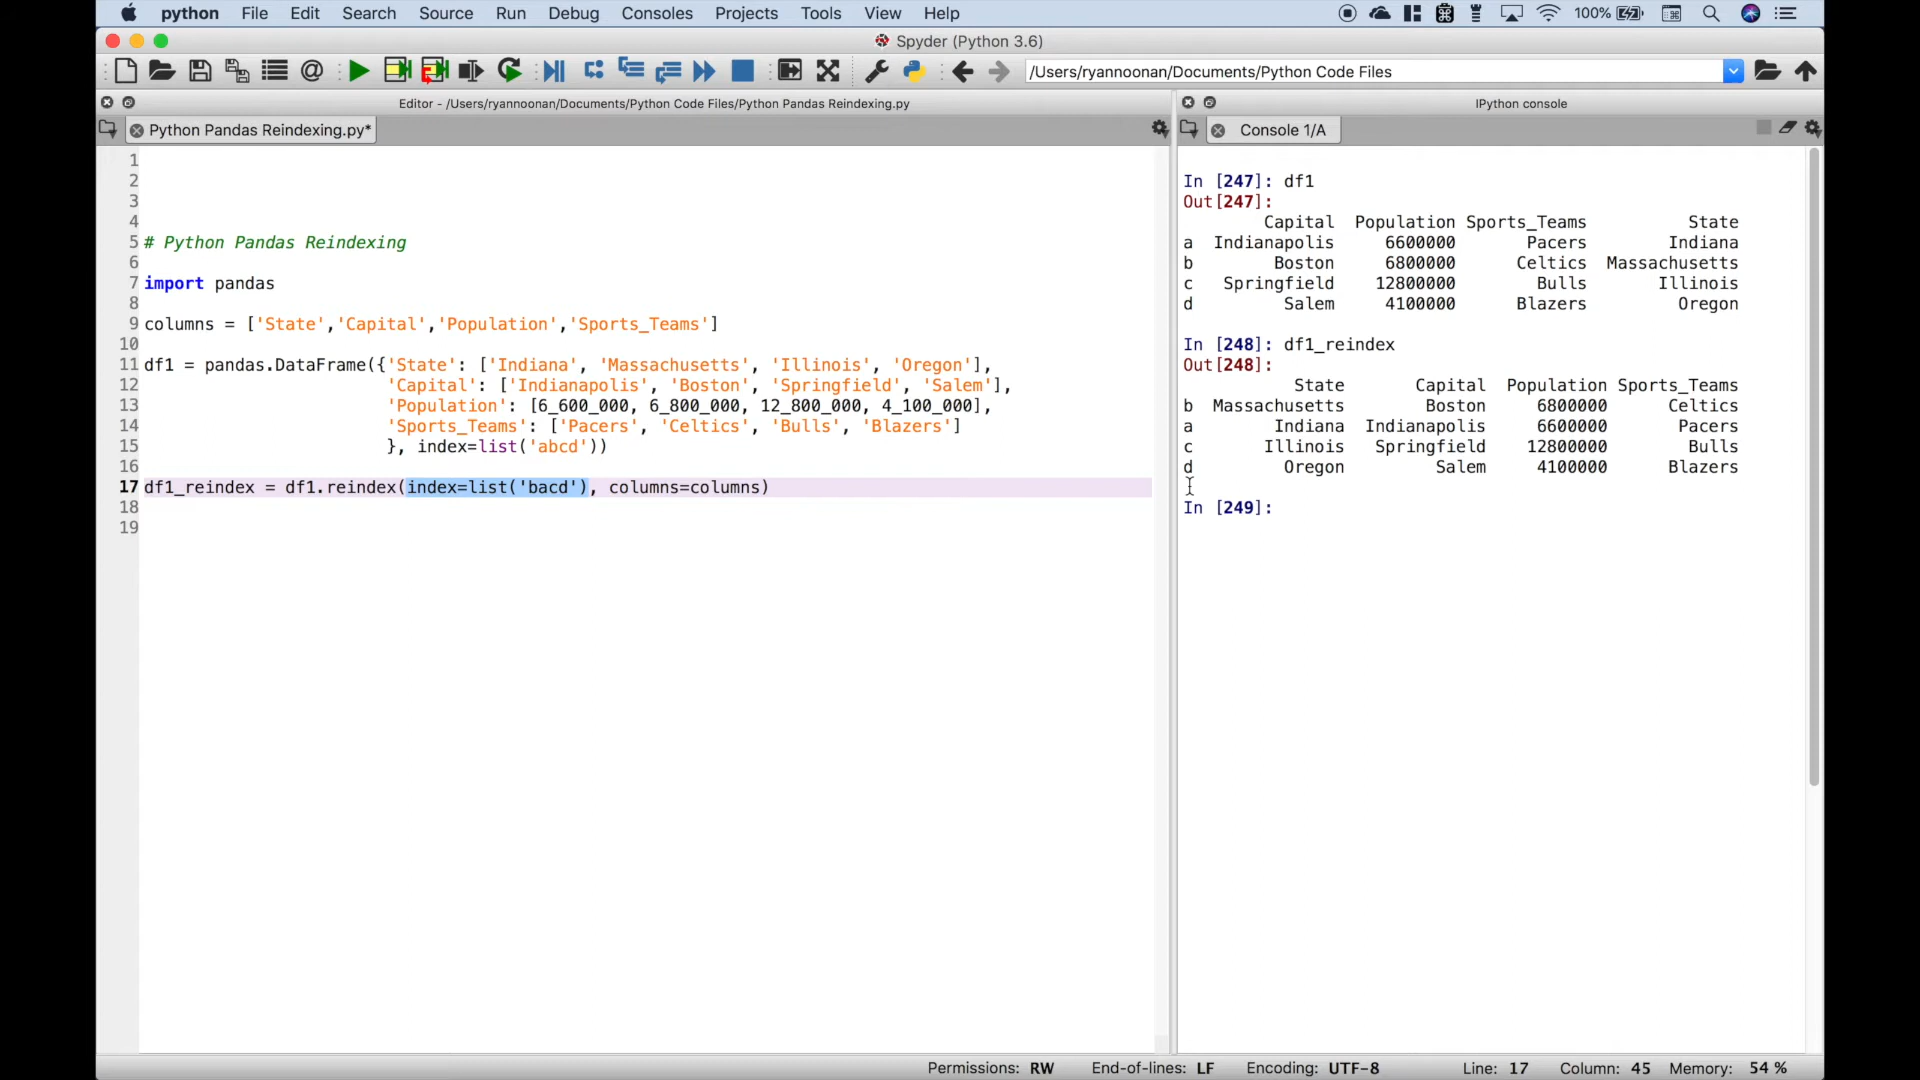 python File Edit Search Source Run Debug Consoles Projects Tools View Help 100%
Spyder (Python 3.6)
/Users/ryannoonan/Documents/Python Code Files
Editor - /Users/ryannoonan/Documents/Python Code Files/Python Pandas Reindexing.py
Python Pandas Reindexing.py*
1
2
3
4
5 # Python Pandas Reindexing
6
7 import pandas
8
9 columns = ['State','Capital','Population','Sports_Teams']
10
11 df1 = pandas.DataFrame({'State': ['Indiana', 'Massachusetts', 'Illinois', 'Oregon'],
12 'Capital': ['Indianapolis', 'Boston', 'Springfield', 'Salem'],
13 'Population': [6_600_000, 6_800_000, 12_800_000, 4_100_000],
14 'Sports_Teams': ['Pacers', 'Celtics', 'Bulls', 'Blazers']
15 }, index=list('abcd'))
16
17 df1_reindex = df1.reindex(index=list('bacd'), columns=columns)
18
19
IPython console
Console 1/A
In [247]: df1
Out[247]:
Capital Population Sports_Teams State
a Indianapolis 6600000 Pacers Indiana
b Boston 6800000 Celtics Massachusetts
c Springfield 12800000 Bulls Illinois
d Salem 4100000 Blazers Oregon
In [248]: df1_reindex
Out[248]:
State Capital Population Sports_Teams
b Massachusetts Boston 6800000 Celtics
a Indiana Indianapolis 6600000 Pacers
c Illinois Springfield 12800000 Bulls
d Oregon Salem 4100000 Blazers
In [249]:
Permissions: RW End-of-lines: LF Encoding: UTF-8 Line: 17 Column: 45 Memory: 54 %